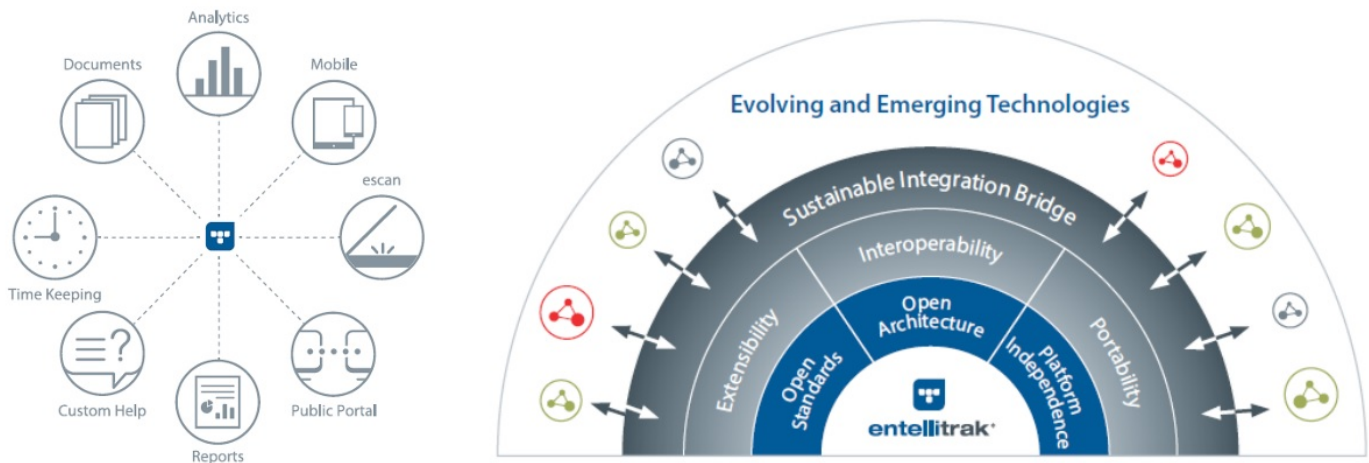 Analytics
Documents
Mobile
escan
Time Keeping
Custom Help
Public Portal
Reports
Evolving and Emerging Technologies
Sustainable Integration Bridge
Interoperability
Extensibility
Portability
Open
Architecture
Open
Standards
Platform
Independence
entellitrak+